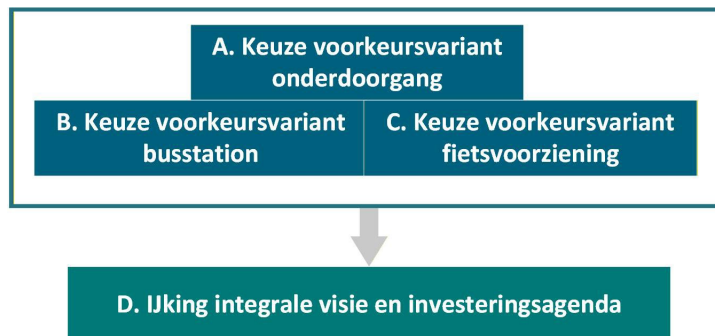 A. Keuze voorkeursvariant
onderdoorgang
B. Keuze voorkeursvariant
busstation
C. Keuze voorkeursvariant
fietsvoorziening
D. IJking integrale visie en investeringsagenda